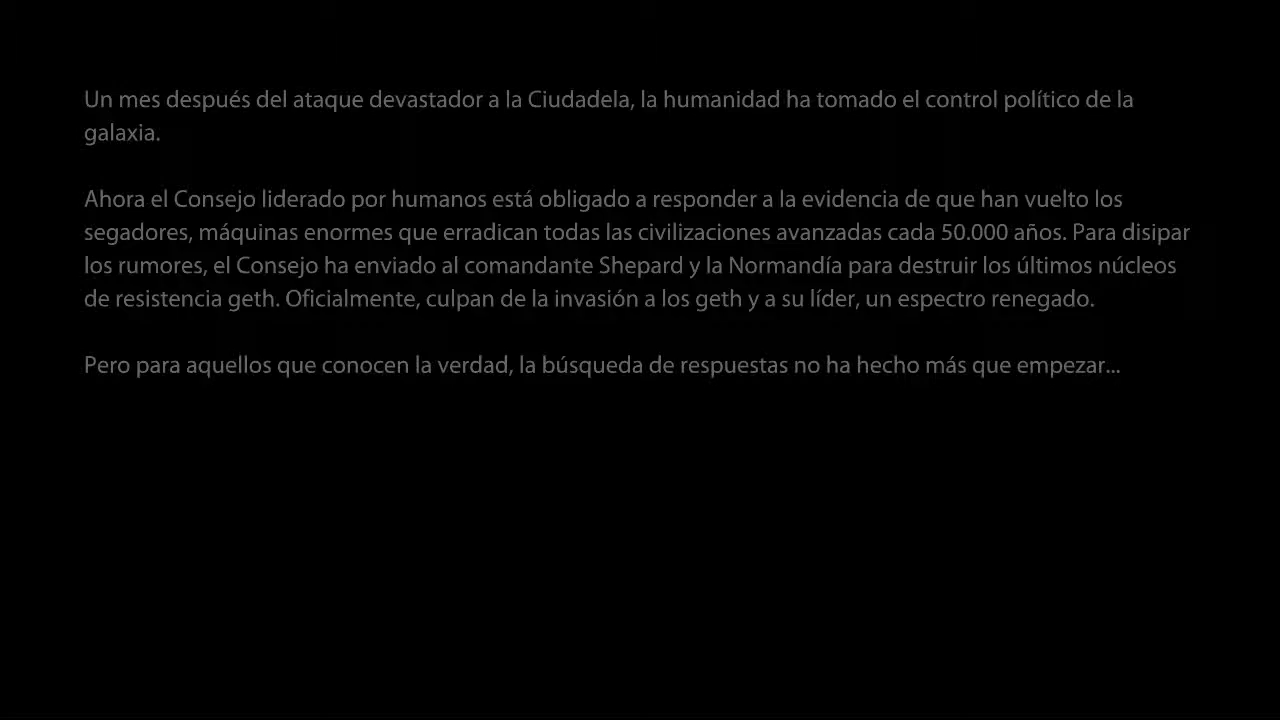 Un mes después del ataque devastador a la Ciudadela, la humanidad ha tomado el control político de la
galaxia.
Ahora el Consejo liderado por humanos está obligado a responder a la evidencia de que han vuelto los
segadores, máquinas enormes que erradican todas las civilizaciones avanzadas cada 50.000 años. Para disipar
los rumores, el Consejo ha enviado al comandante Shepard y la Normandía para destruir los últimos núcleos
de resistencia geth. Oficialmente, culpan de la invasión a los geth y a su líder, un espectro renegado.
Pero para aquellos que conocen la verdad, la búsqueda de respuestas no ha hecho más que empezar...